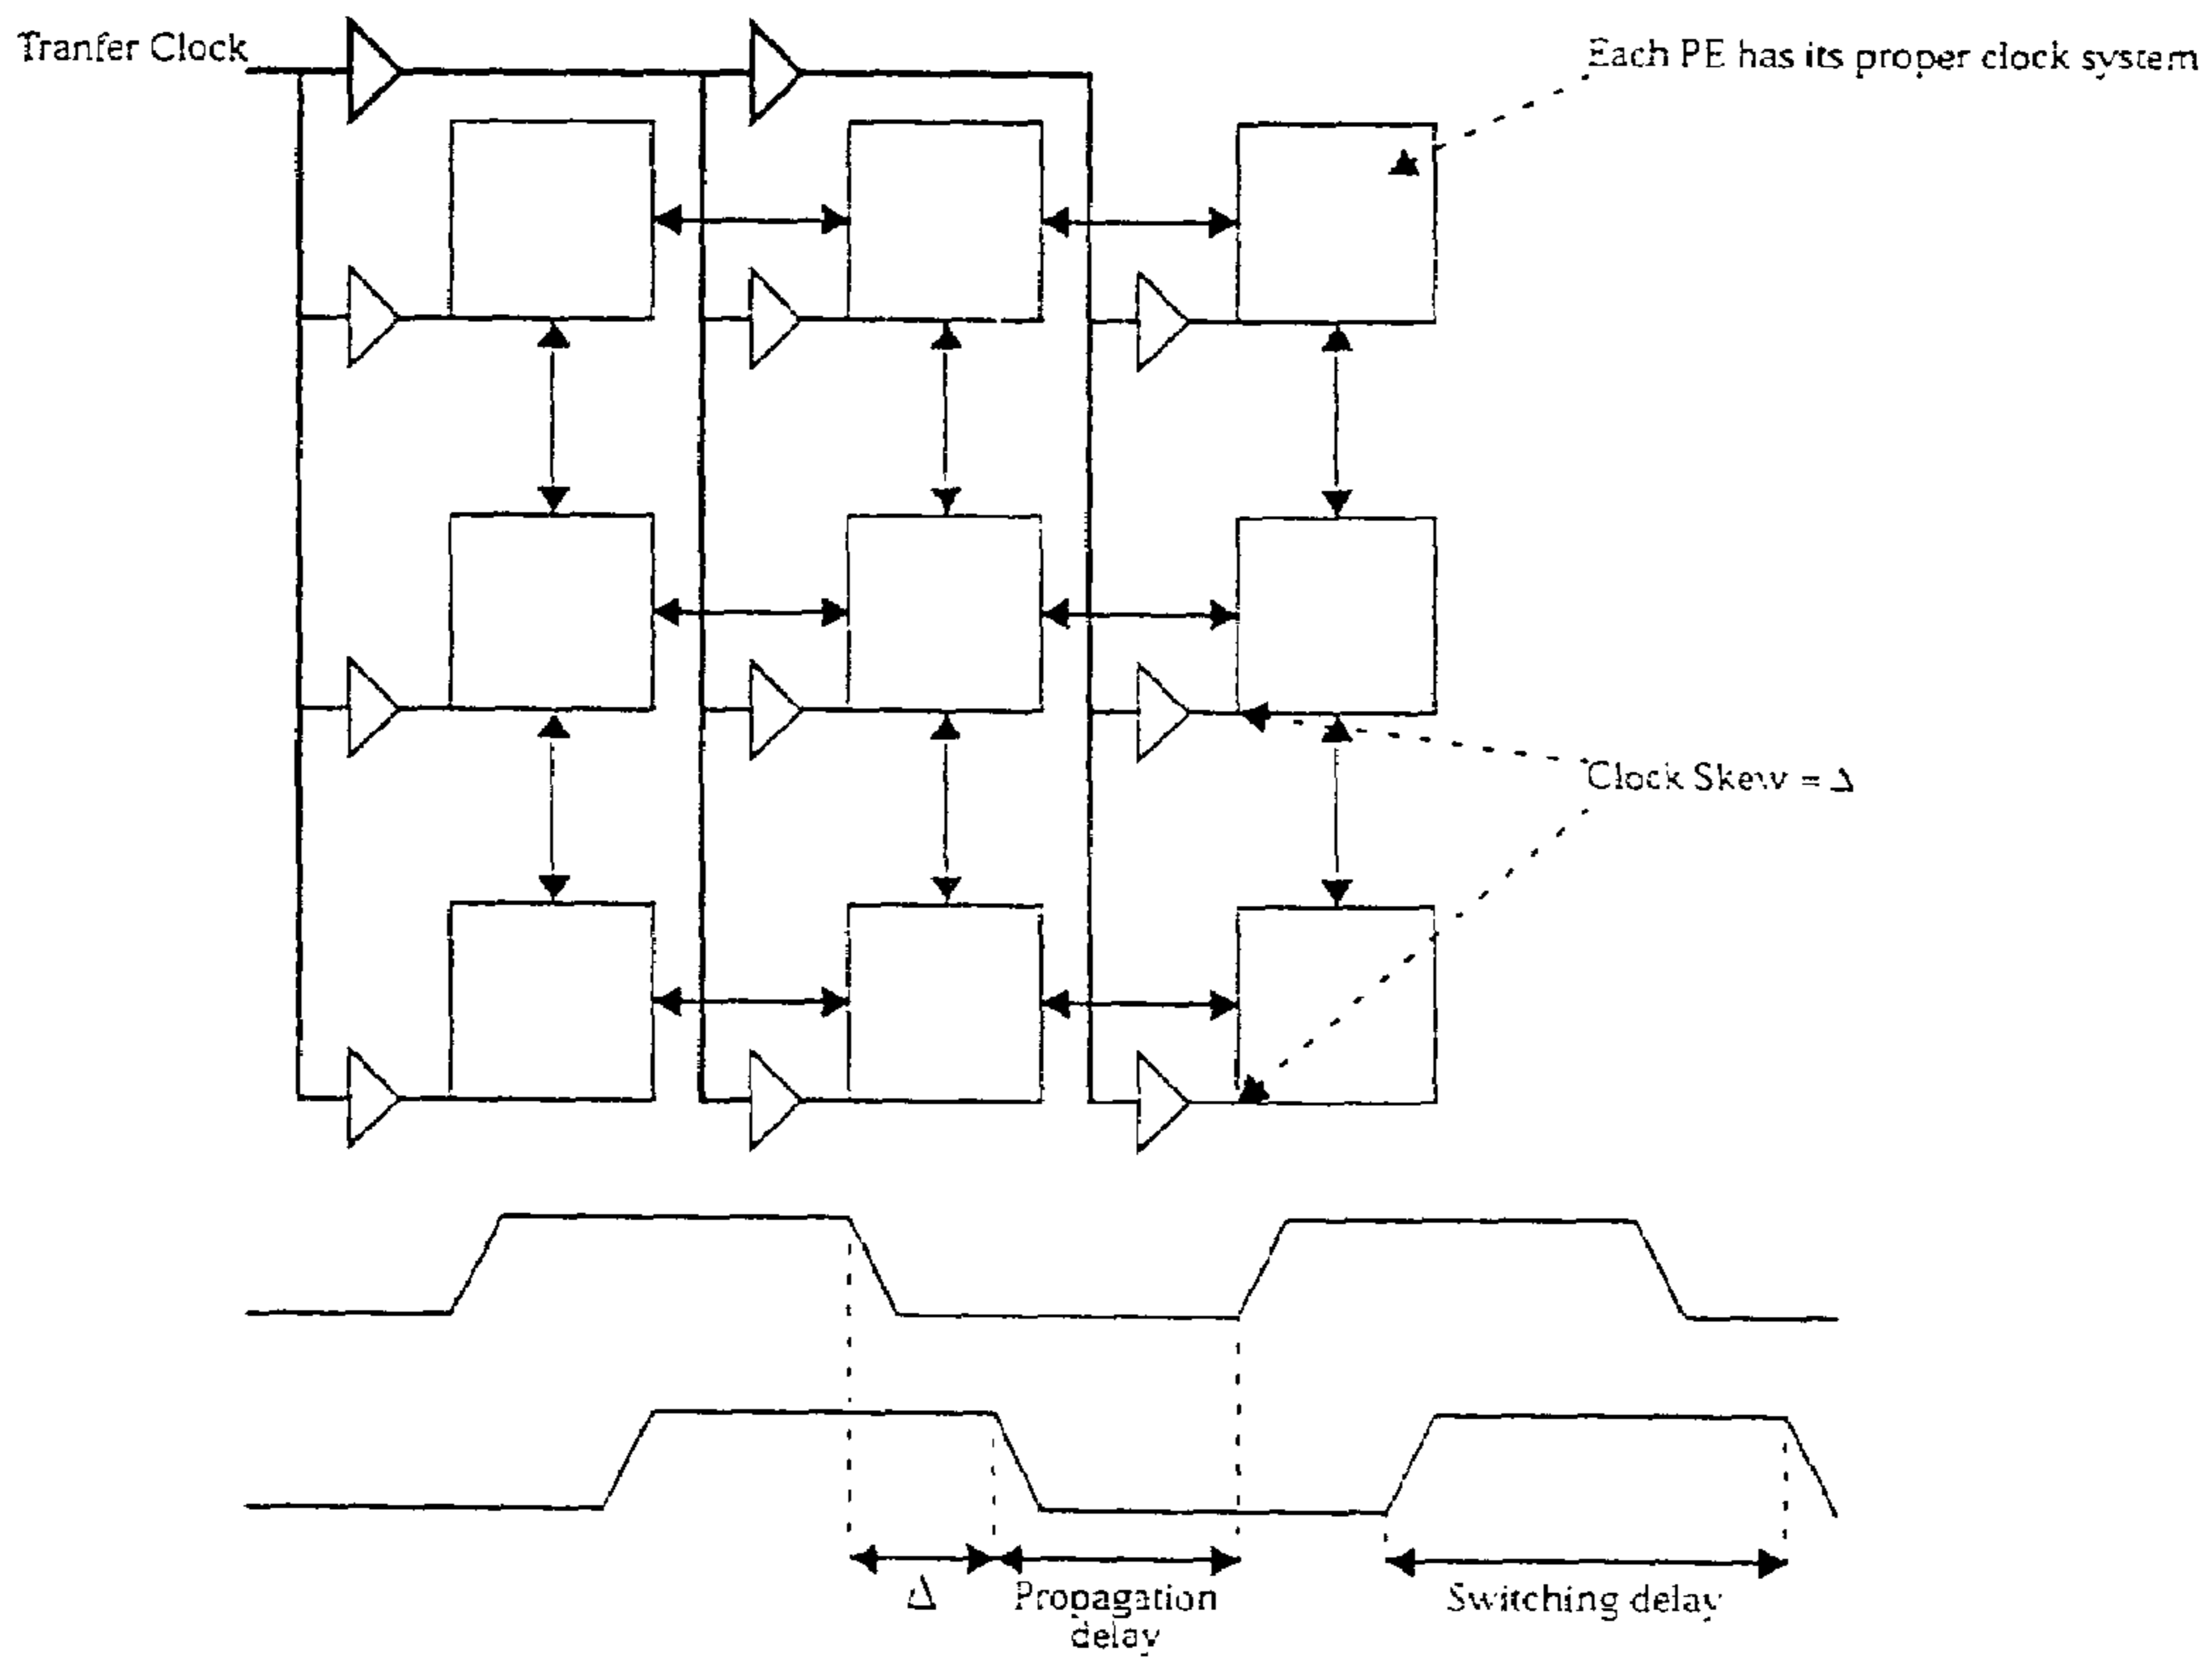 Tranfer Clock
Each PE has its proper clock system
Clock Skew = Δ
Δ
Propagation
delay
Switching delay